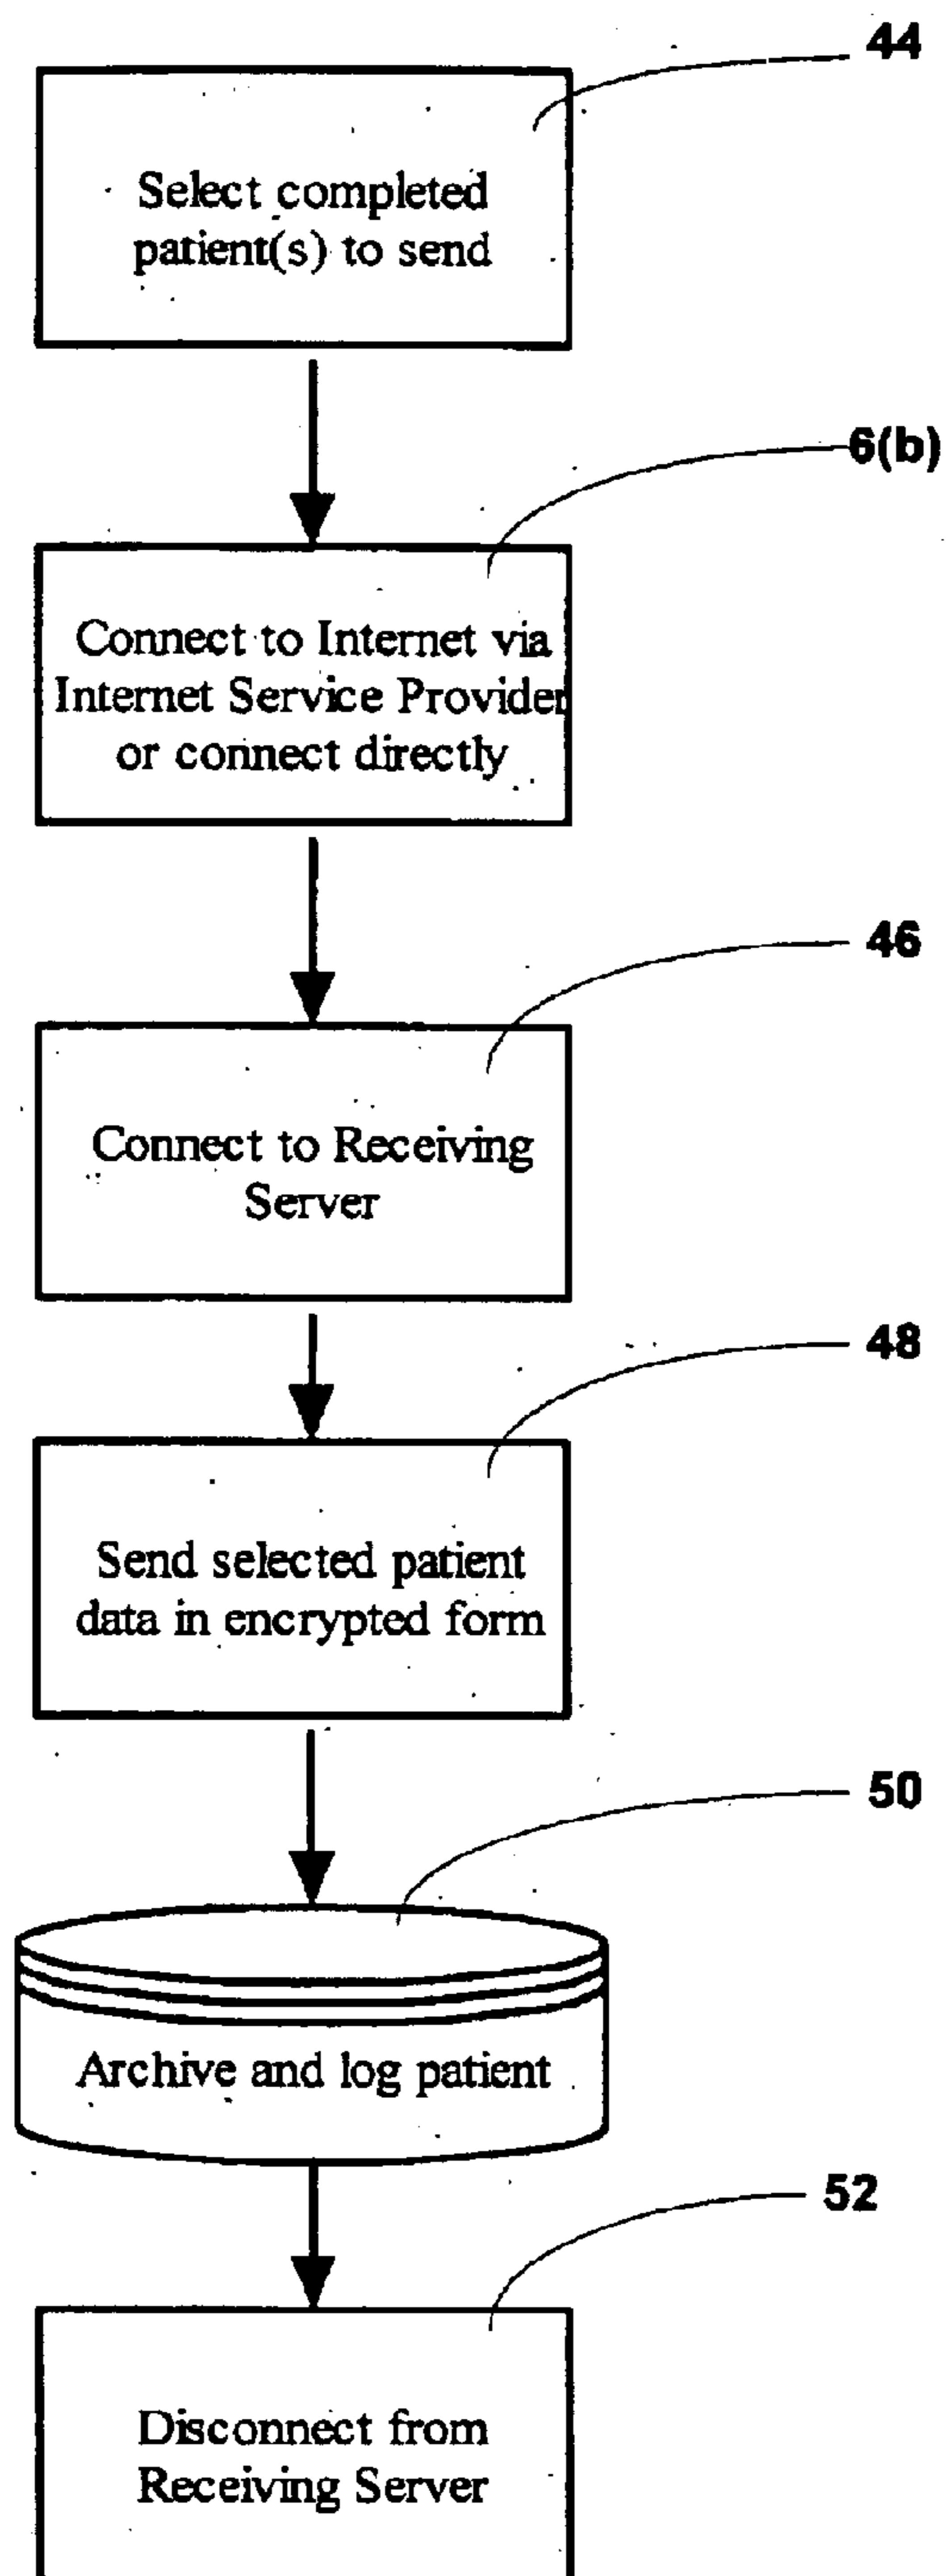 44
Select completed
patient(s) to send
6(b)
Connect to Internet via
Internet Service Provider
or connect directly
46
Connect to Receiving
Server
48
Send selected patient
data in encrypted form
50
Archive and log patient
52
Disconnect from
Receiving Server